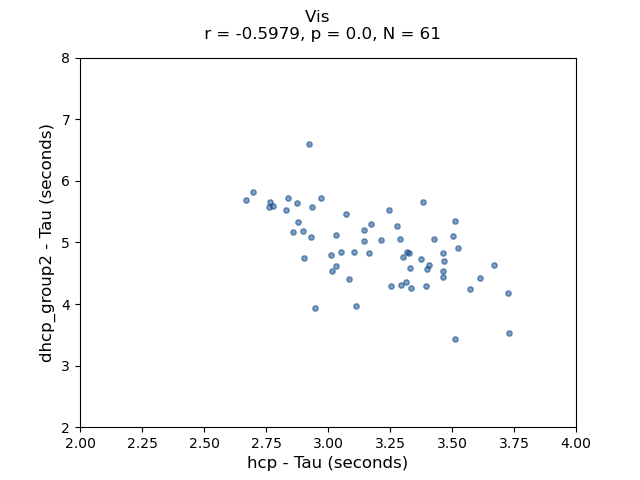 Vis
r = -0.5979, p = 0.0, N = 61
8
7
6
5
4
3
2
dhcp_group2 - Tau (seconds)
2.00 2.25 2.50 2.75 3.00 3.25 3.50 3.75 4.00
hcp - Tau (seconds)